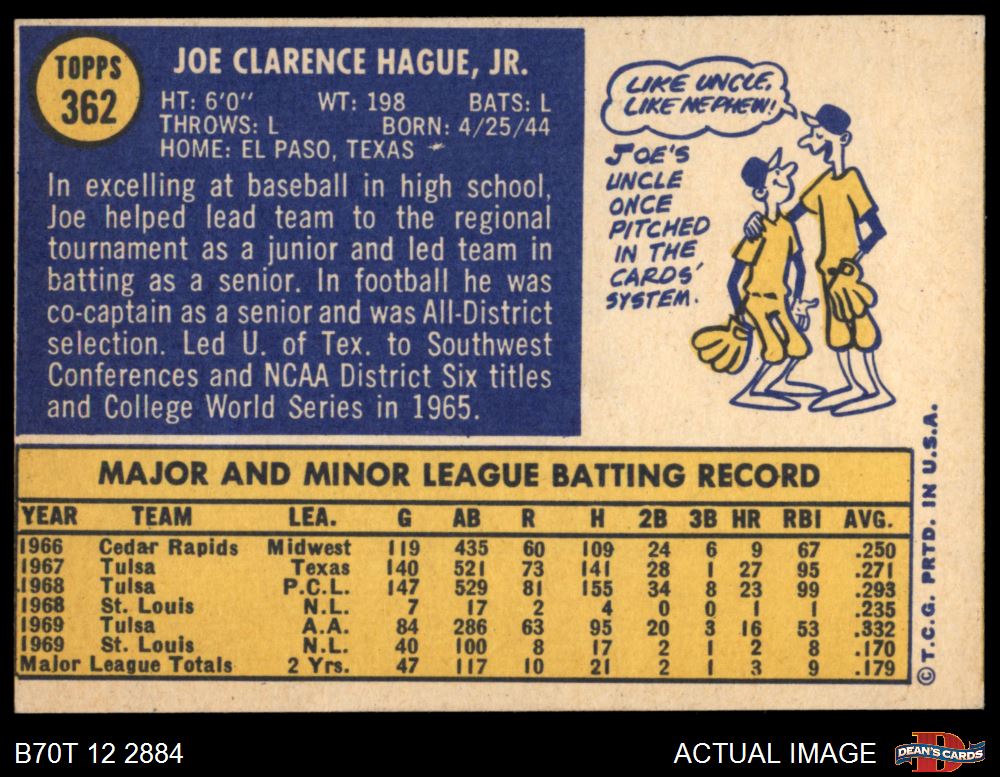 TOPPS
362
JOE CLARENCE HAGUE, JR.
HT: 6'0" WT: 198 BATS: L
THROWS: L BORN: 4/25/44
HOME: EL PASO, TEXAS
In excelling at baseball in high school,
Joe helped lead team to the regional
tournament as a junior and led team in
batting as a senior. In football he was
co-captain as a senior and was All-District
selection. Led U. of Tex. to Southwest
Conferences and NCAA District Six titles
and College World Series in 1965.
LIKE UNCLE,
LIKE NEPHEW!
JOE'S
UNCLE
ONCE
PITCHED
IN THE
CARDS'
SYSTEM.
MAJOR AND MINOR LEAGUE BATTING RECORD
YEAR TEAM LEA. G AB R H 2B 3B HR RBI AVG.
1966 Cedar Rapids Midwest 119 435 60 109 24 6 9 67 .250
1967 Tulsa Texas 140 521 73 141 28 1 27 95 .271
1968 Tulsa P.C.L. 147 529 81 155 34 8 23 99 .293
1968 St. Louis N.L. 7 17 2 4 0 0 1 1 .235
1969 Tulsa A.A. 84 286 63 95 20 3 16 53 .332
1969 St. Louis N.L. 40 100 8 17 2 1 2 8 .170
Major League Totals 2 Yrs. 47 117 10 21 2 1 3 9 .179
© T.C.G. PRTD. IN U.S.A.
B70T 12 2884
ACTUAL IMAGE
DEAN'S CARDS